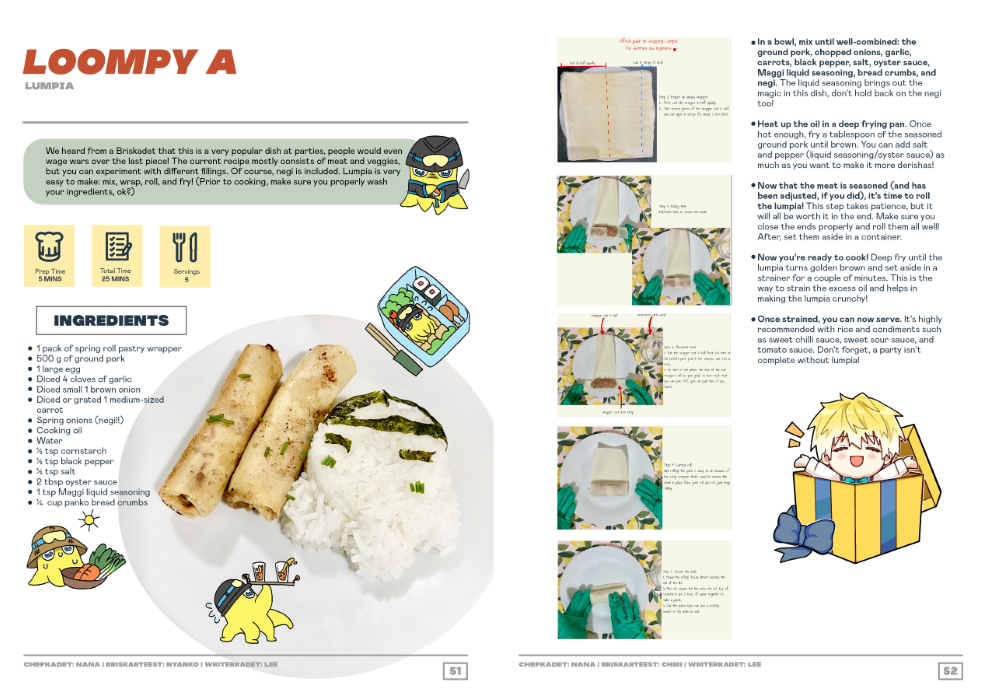 LOOMPY A
LUMPIA
We heard from a Briskadet that this is a very popular dish at parties, people would even
wage wars over the last piece! The current recipe mostly consists of meat and veggies,
but you can experiment with different fillings. Of course, negi is included. Lumpia is very
easy to make: mix, wrap, roll, and fry! (Prior to cooking, make sure you properly wash
your ingredients, ok?)
Prep Time
5 MINS
Total Time
25 MINS
Servings
5
INGREDIENTS
• 1 pack of spring roll pastry wrapper
• 500 g of ground pork
• 1 large egg
• Diced 4 cloves of garlic
• Diced small 1 brown onion
• Diced or grated 1 medium-sized
carrot
• Spring onions (negi!!)
• Cooking oil
• Water
• ½ tsp cornstarch
• ½ tsp black pepper
• ½ tsp salt
• 2 tbsp oyster sauce
• 1 tsp Maggi liquid seasoning
• cup panko bread crumbs
CHEFKADET: NANA | BRISKARTEEST: NYANKO | WRITERKADET: LEE
51
Official guide to wrapping Lumpia
for dummies and beginners
• In a bowl, mix until well-combined: the
ground pork, chopped onions, garlic,
carrots, black pepper, salt, oyster sauce,
Maggi liquid seasoning, bread crumbs, and
negi. The liquid seasoning brings out the
magic in this dish, don't hold back on the negi
too!
• Heat up the oil in a deep frying pan. Once
hot enough, fry a tablespoon of the seasoned
ground pork until brown. You can add salt
and pepper (liquid seasoning/oyster sauce) as
much as you want to make it more derishas!
• Now that the meat is seasoned (and has
been adjusted, if you did), it's time to roll
the lumpia! This step takes patience, but it
will all be worth it in the end. Make sure you
close the ends properly and roll them all well!
After, set them aside in a container.
• Now you're ready to cook! Deep fry until the
lumpia turns golden brown and set aside in a
strainer for a couple of minutes. This is the
way to strain the excess oil and helps in
making the lumpia crunchy!
• Once strained, you can now serve. It's highly
recommended with rice and condiments such
as sweet chilli sauce, sweet sour sauce, and
tomato sauce. Don't forget, a party isn't
complete without lumpia!
CHEFKADET: NANA | BRISKARTEEST: CHIRI | WRITERKADET: LEE
52